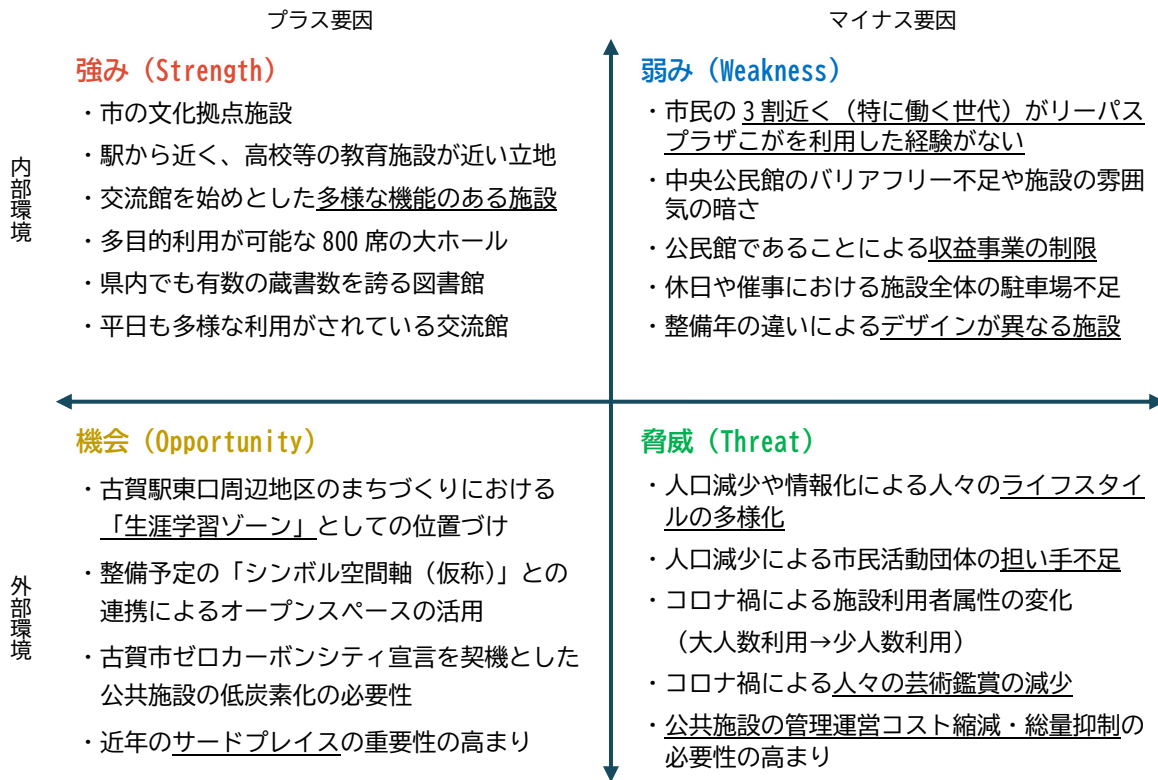 プラス要因
マイナス要因
内部環境
強み（Strength）
・市の文化拠点施設
・駅から近く、高校等の教育施設が近い立地
・交流館を始めとした多様な機能のある施設
・多目的利用が可能な 800 席の大ホール
・県内でも有数の蔵書数を誇る図書館
・平日も多様な利用がされている交流館
弱み（Weakness）
・市民の 3 割近く（特に働く世代）がリーパス
プラザこがを利用した経験がない
・中央公民館のバリアフリー不足や施設の雰囲
気の暗さ
・公民館であることによる収益事業の制限
・休日や催事における施設全体の駐車場不足
・整備年の違いによるデザインが異なる施設
外部環境
機会（Opportunity）
・古賀駅東口周辺地区のまちづくりにおける
「生涯学習ゾーン」としての位置づけ
・整備予定の「シンボル空間軸（仮称）」との
連携によるオープンスペースの活用
・古賀市ゼロカーボンシティ宣言を契機とした
公共施設の低炭素化の必要性
・近年のサードプレイスの重要性の高まり
脅威（Threat）
・人口減少や情報化による人々のライフスタイ
ルの多様化
・人口減少による市民活動団体の担い手不足
・コロナ禍による施設利用者属性の変化
（大人数利用→少人数利用）
・コロナ禍による人々の芸術鑑賞の減少
・公共施設の管理運営コスト縮減・総量抑制の
必要性の高まり